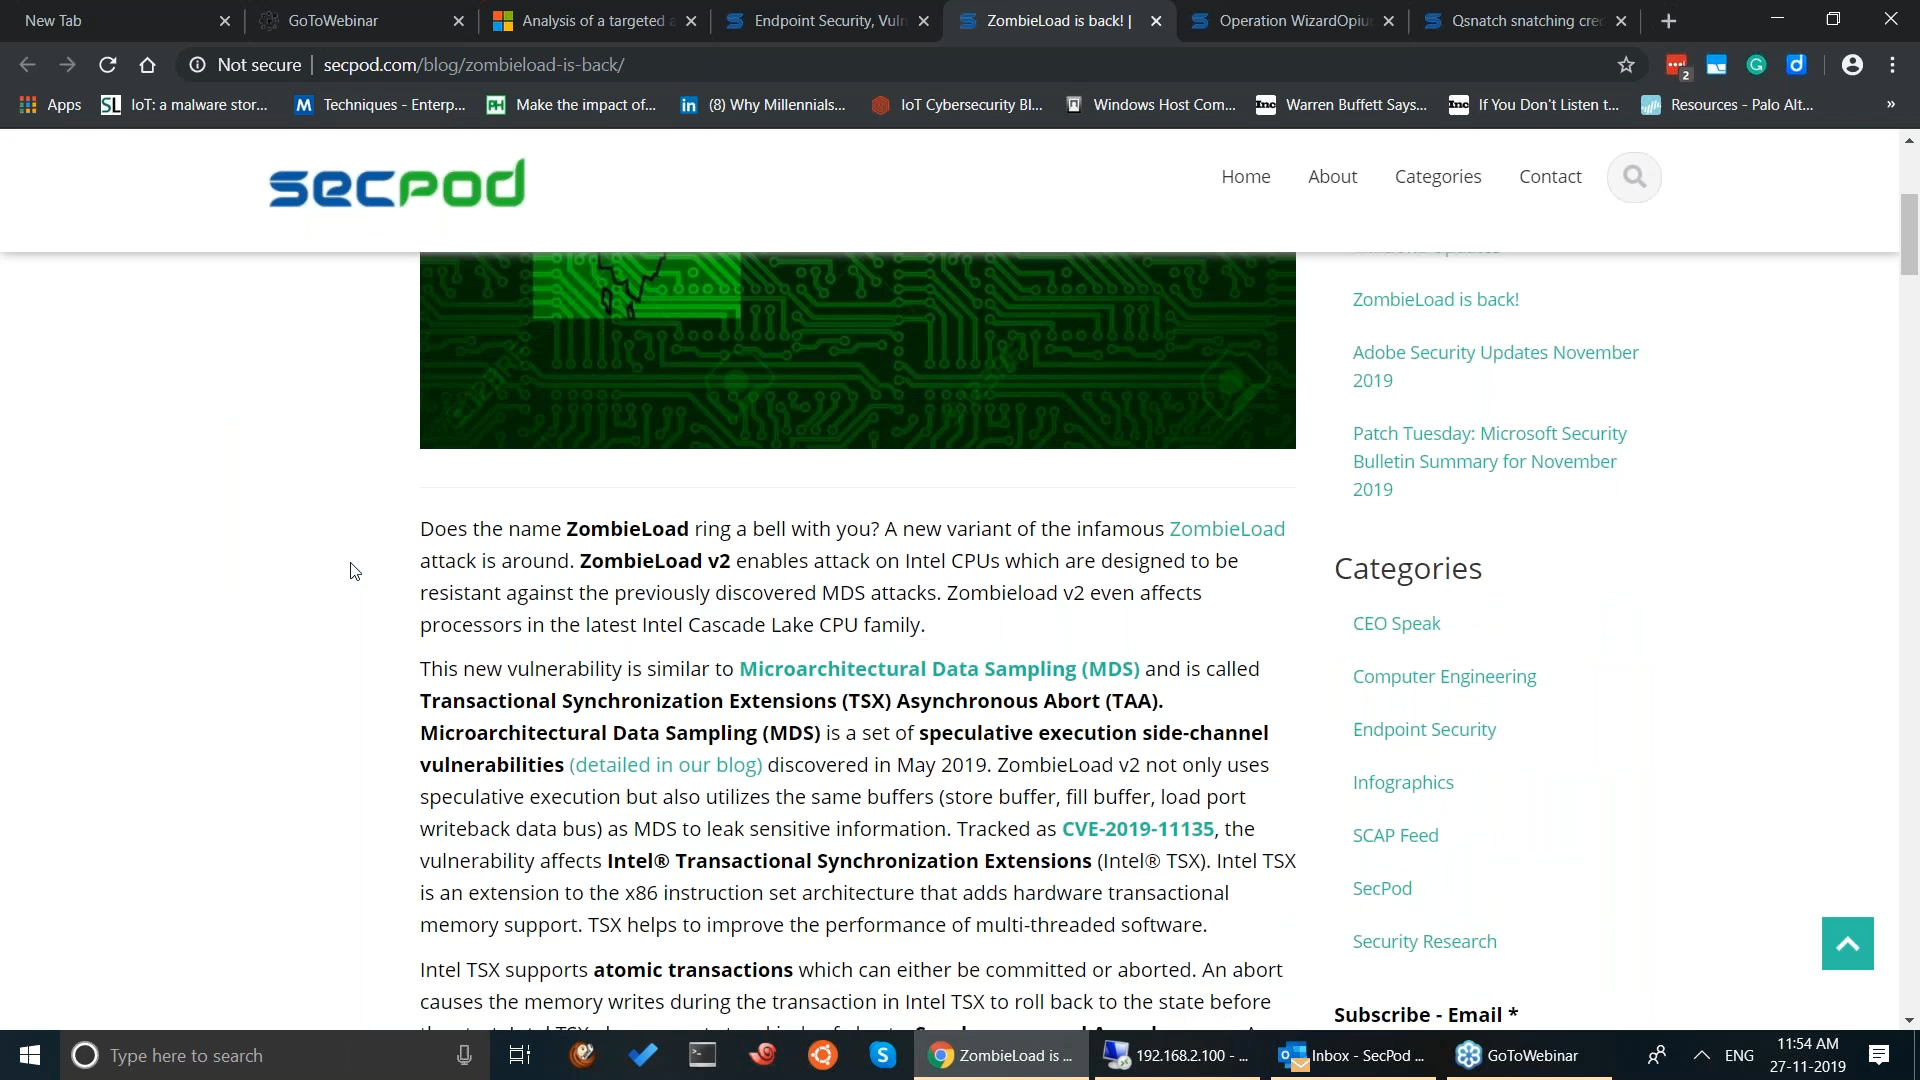 New Tab
GoToWebinar
Analysis of a targeted a
Endpoint Security, Vuln
ZombieLoad is back! |
Operation WizardOpiu
Qsnatch snatching cre
Not secure
secpod.com/blog/zombieload-is-back/
2
Apps
IoT: a malware stor...
Techniques - Enterp...
Make the impact of...
(8) Why Millennials...
IoT Cybersecurity Bl...
Windows Host Com...
Warren Buffett Says...
If You Don't Listen t...
Resources - Palo Alt...
»
secpod
Home
About
Categories
Contact
ZombieLoad is back!
Adobe Security Updates November
2019
Patch Tuesday: Microsoft Security
Bulletin Summary for November
2019
Does the name ZombieLoad ring a bell with you? A new variant of the infamous ZombieLoad
attack is around. ZombieLoad v2 enables attack on Intel CPUs which are designed to be
resistant against the previously discovered MDS attacks. Zombieload v2 even affects
processors in the latest Intel Cascade Lake CPU family.
This new vulnerability is similar to Microarchitectural Data Sampling (MDS) and is called
Transactional Synchronization Extensions (TSX) Asynchronous Abort (TAA).
Microarchitectural Data Sampling (MDS) is a set of speculative execution side-channel
vulnerabilities (detailed in our blog) discovered in May 2019. ZombieLoad v2 not only uses
speculative execution but also utilizes the same buffers (store buffer, fill buffer, load port
writeback data bus) as MDS to leak sensitive information. Tracked as CVE-2019-11135, the
vulnerability affects Intel® Transactional Synchronization Extensions (Intel® TSX). Intel TSX
is an extension to the x86 instruction set architecture that adds hardware transactional
memory support. TSX helps to improve the performance of multi-threaded software.
Intel TSX supports atomic transactions which can either be committed or aborted. An abort
causes the memory writes during the transaction in Intel TSX to roll back to the state before
Categories
CEO Speak
Computer Engineering
Endpoint Security
Infographics
SCAP Feed
SecPod
Security Research
Subscribe - Email *
Type here to search
ZombieLoad is ...
192.168.2.100 - ...
Inbox - SecPod ...
GoToWebinar
ENG
11:54 AM
27-11-2019